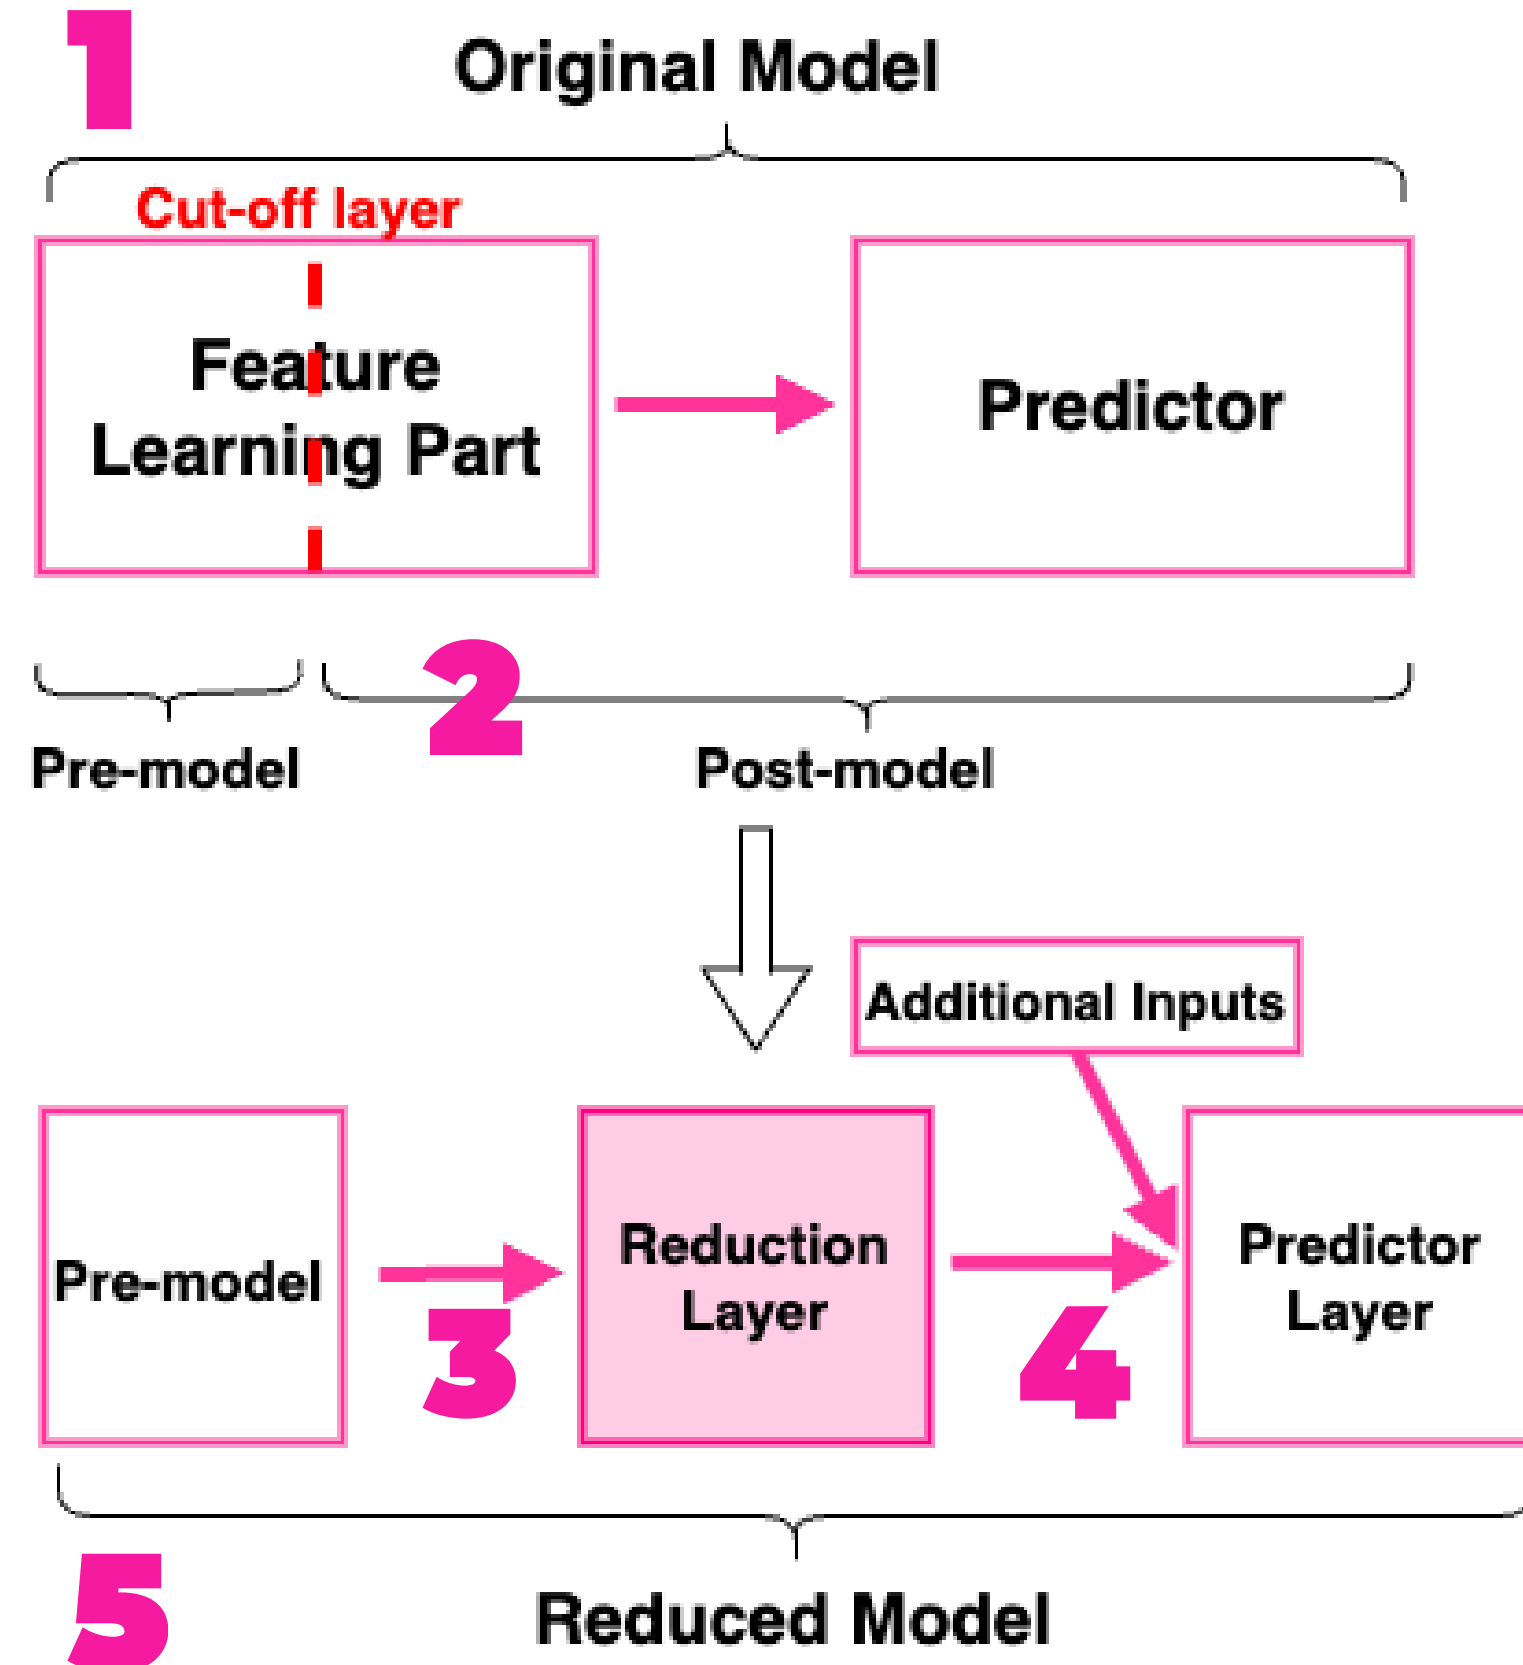 1
Original Model
Cut-off layer
Feature
Learning Part
Predictor
2
Pre-model
Post-model
Additional Inputs
Pre-model
Reduction
Layer
Predictor
Layer
3
4
5
Reduced Model